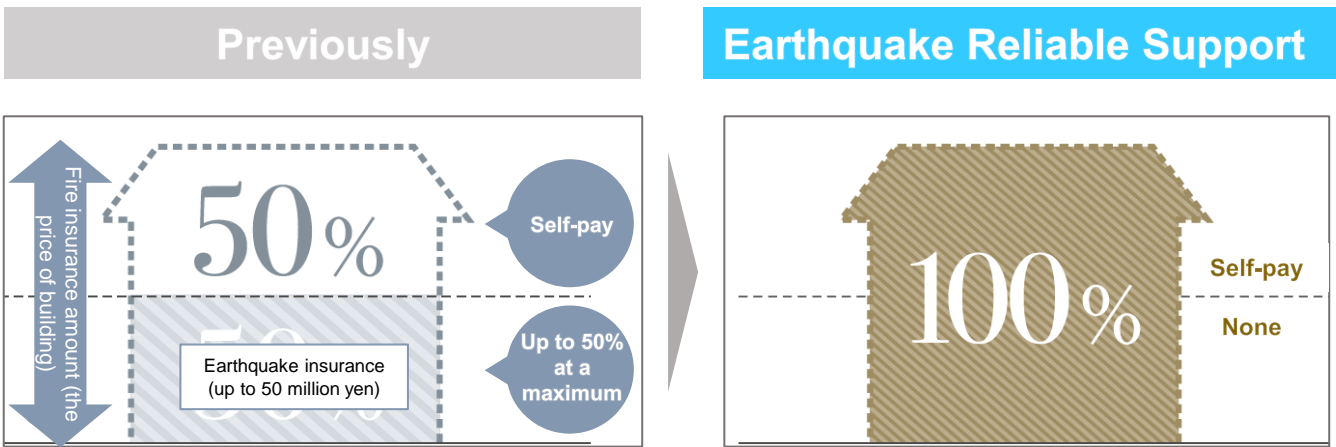 Previously
Earthquake Reliable Support
Fire insurance amount (the
price of building)
50%
Self-pay
50%
Earthquake insurance
(up to 50 million yen)
Up to 50%
at a
maximum
100%
Self-pay
None